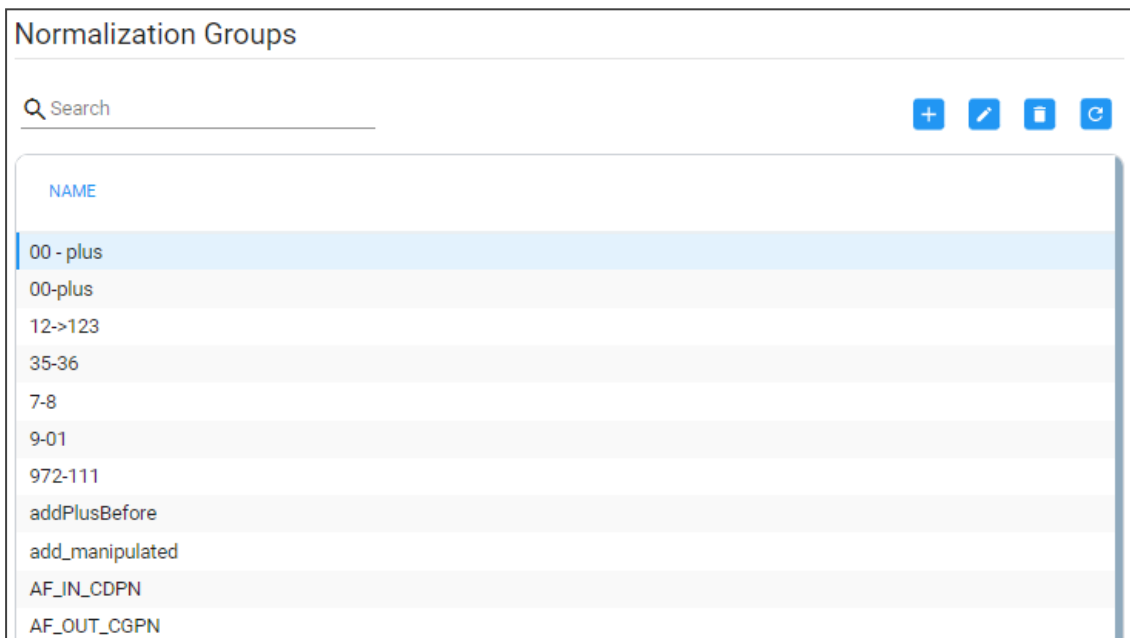 Normalization Groups
Search
NAME
00 - plus
00-plus
12->123
35-36
7-8
9-01
972-111
addPlusBefore
add_manipulated
AF_IN_CDPN
AF_OUT_CGPN